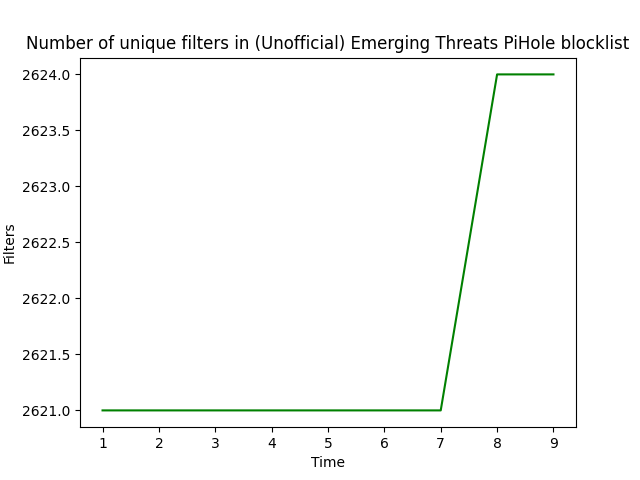 Number of unique filters in (Unofficial) Emerging Threats PiHole blocklist
2624.0
2623.5
2623.0
2622.5
2622.0
2621.5
2621.0
Filters
1 2 3 4 5 6 7 8 9
Time